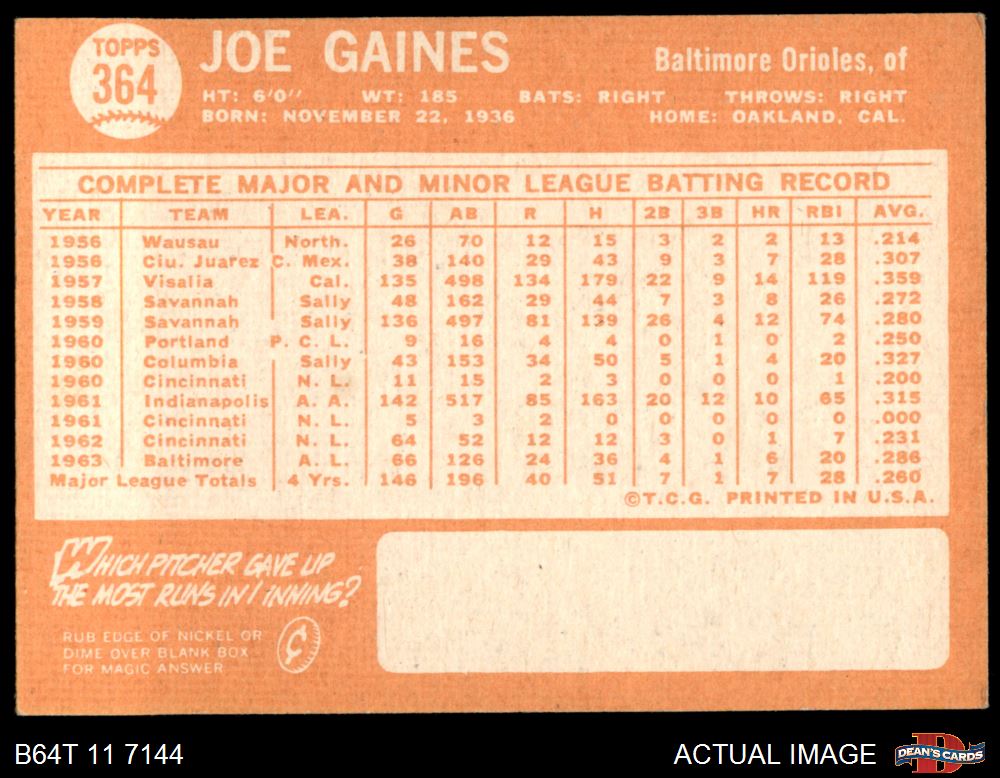 TOPPS
364
JOE GAINES
Baltimore Orioles, of
HT: 6'0" WT: 185 BATS: RIGHT THROWS: RIGHT
BORN: NOVEMBER 22, 1936 HOME: OAKLAND, CAL.
COMPLETE MAJOR AND MINOR LEAGUE BATTING RECORD
YEAR TEAM LEA. G AB R H 2B 3B HR RBI AVG.
1956 Wausau North. 26 70 12 15 3 2 2 13 .214
1956 Ciu. Juarez C. Mex. 38 140 29 43 9 3 7 28 .307
1957 Visalia Cal. 135 498 134 179 22 9 14 119 .359
1958 Savannah Sally 48 162 29 44 7 3 8 26 .272
1959 Savannah Sally 136 497 81 139 26 4 12 74 .280
1960 Portland P. C. L. 9 16 4 4 0 1 0 2 .250
1960 Columbia Sally 43 153 34 50 5 1 4 20 .327
1960 Cincinnati N. L. 11 15 2 3 0 0 0 1 .200
1961 Indianapolis A. A. 142 517 85 163 20 12 10 65 .315
1961 Cincinnati N. L. 5 3 2 0 0 0 0 0 .000
1962 Cincinnati N. L. 64 52 12 12 3 0 1 7 .231
1963 Baltimore A. L. 66 126 24 36 4 1 6 20 .286
Major League Totals 4 Yrs. 146 196 40 51 7 1 7 28 .260
©T.C.G. PRINTED IN U.S.A.
WHICH PITCHER GAVE UP
THE MOST RUNS IN 1 INNING?
RUB EDGE OF NICKEL OR
DIME OVER BLANK BOX
FOR MAGIC ANSWER
¢
B64T 11 7144
ACTUAL IMAGE
D
DEAN'S CARDS